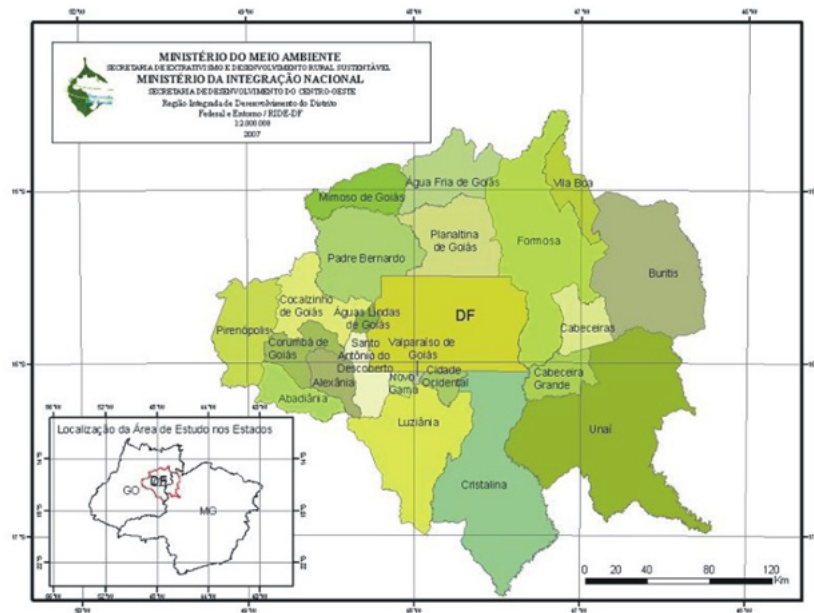 MINISTÉRIO DO MEIO AMBIENTE
SECRETARIA DE EXTRATIVISMO E DESENVOLVIMENTO RURAL SUSTENTÁVEL
MINISTÉRIO DA INTEGRAÇÃO NACIONAL
SECRETARIA DE DESENVOLVIMENTO DO CENTRO-OESTE
Região Integrada de Desenvolvimento do Distrito
Federal e Entorno / RIDE-DF
1:2.000.000
2007
Água Fria de Goiás
Vila Boa
Mimoso de Goiás
Planaltina
de Goiás
Formosa
Padre Bernardo
Buritis
Cocalzinho
de Goiás
Águas Lindas
de Goiás
DF
Pirenópolis
Cabeceiras
Corumbá de
Goiás
Santo
Antônio do
Descoberto
Valparaíso de
Goiás
Alexânia
Novo
Gama
Cidade
Ocidental
Cabeceira
Grande
Abadiânia
Luziânia
Unaí
Cristalina
Localização da Área de Estudo nos Estados
GO
DF
MG
0 20 40 80 120
Km